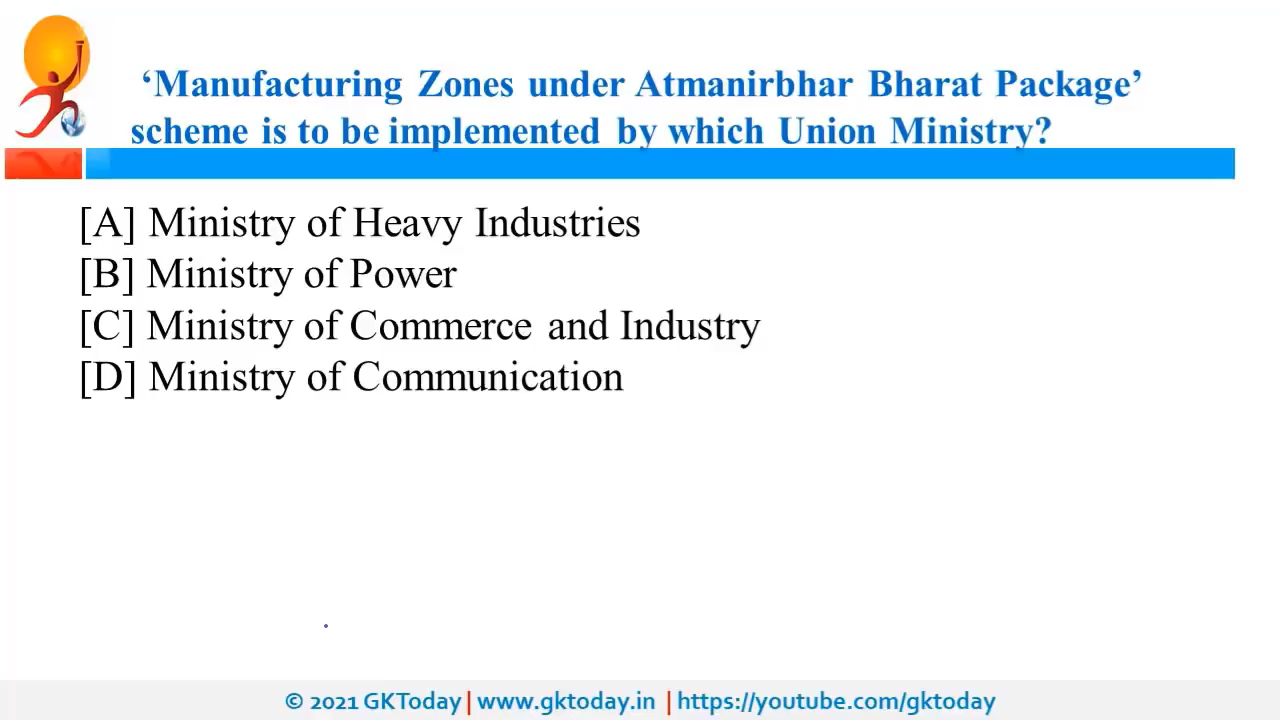 ‘Manufacturing Zones under Atmanirbhar Bharat Package’
scheme is to be implemented by which Union Ministry?
[A] Ministry of Heavy Industries
[B] Ministry of Power
[C] Ministry of Commerce and Industry
[D] Ministry of Communication
© 2021 GKToday | www.gktoday.in | https://youtube.com/gktoday